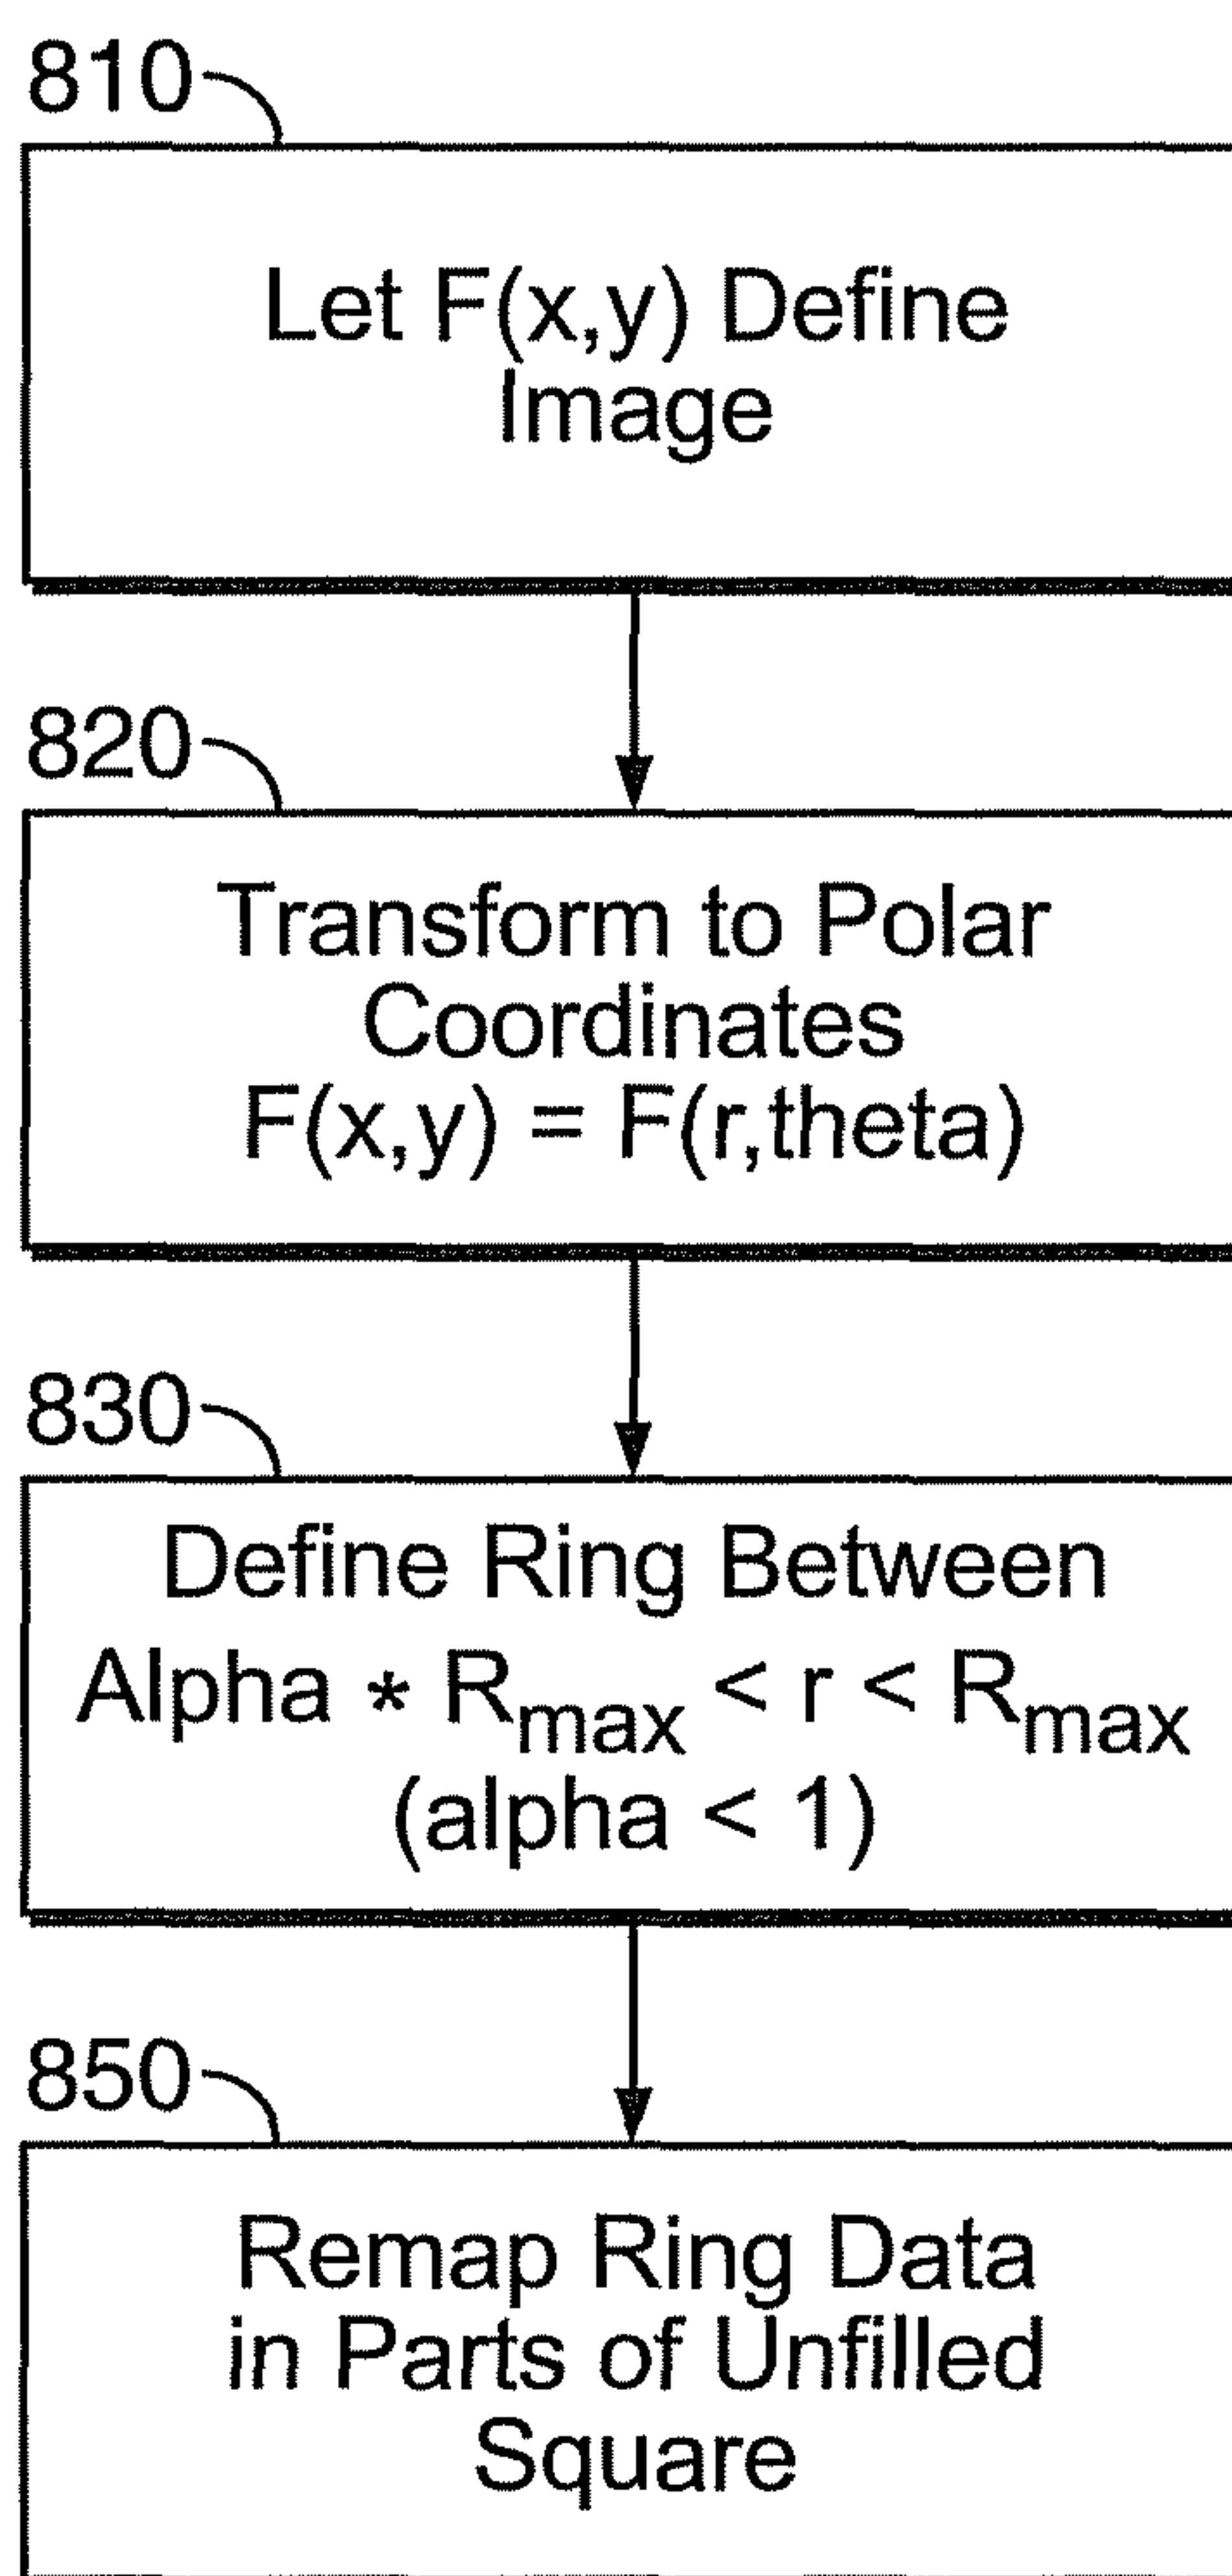 810
Let F(x,y) Define
Image
820
Transform to Polar
Coordinates
F(x,y) = F(r,theta)
830
Define Ring Between
Alpha * Rmax < r < Rmax
(alpha < 1)
850
Remap Ring Data
in Parts of Unfilled
Square